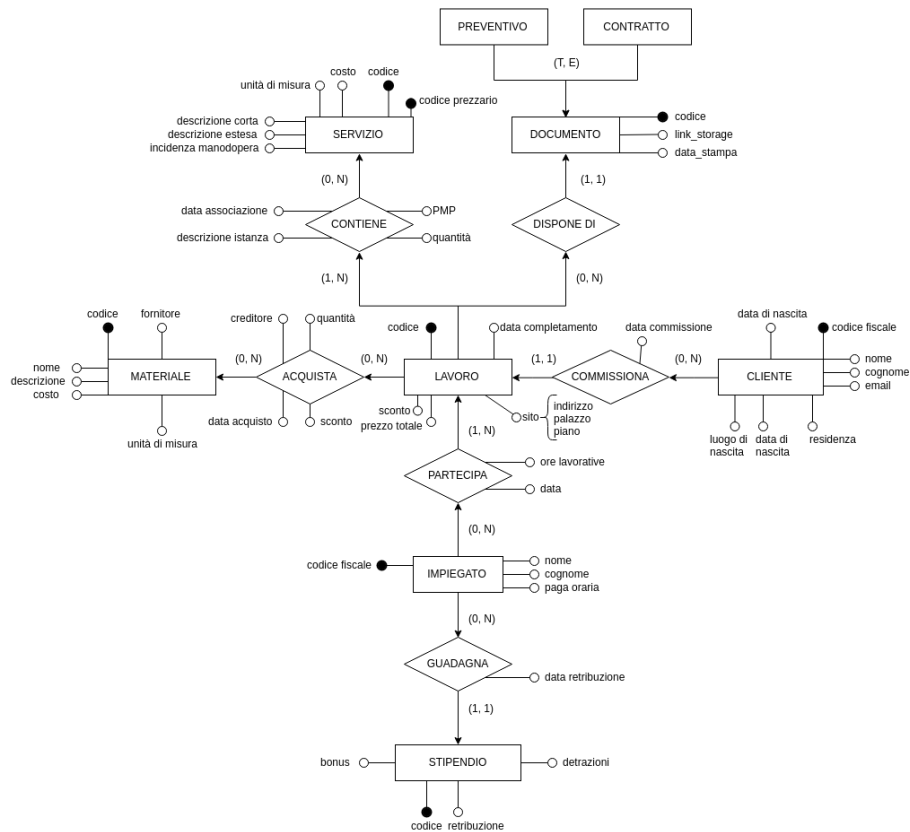 PREVENTIVO
CONTRATTO
(T, E)
costo
codice
unità di misura
codice prezzario
descrizione corta
descrizione estesa
incidenza manodopera
SERVIZIO
DOCUMENTO
codice
link_storage
data_stampa
(0, N)
(1, 1)
data associazione
PMP
CONTIENE
DISPONE DI
descrizione istanza
quantità
(1, N)
(0, N)
codice
fornitore
creditore
quantità
codice
data completamento
data commissione
data di nascita
codice fiscale
(0, N)
(0, N)
(1, 1)
(0, N)
nome
descrizione
costo
MATERIALE
ACQUISTA
LAVORO
COMMISSIONA
CLIENTE
nome
cognome
email
data acquisto
sconto
sconto
prezzo totale
sito
indirizzo
palazzo
piano
unità di misura
luogo di
nascita
data di
nascita
residenza
(1, N)
PARTECIPA
ore lavorative
data
(0, N)
codice fiscale
IMPIEGATO
nome
cognome
paga oraria
(0, N)
GUADAGNA
data retribuzione
(1, 1)
bonus
STIPENDIO
detrazioni
codice
retribuzione